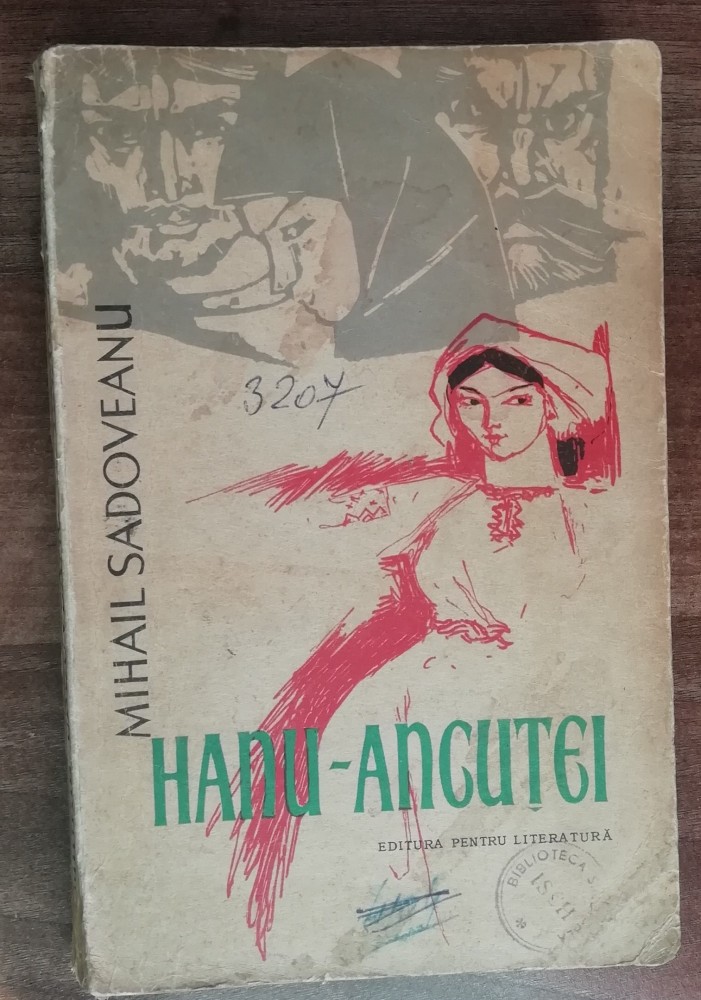 3207
MIHAIL SADOVEANU
HANU-ANCUȚEI
EDITURA PENTRU LITERATURĂ
BIBLIOTECA